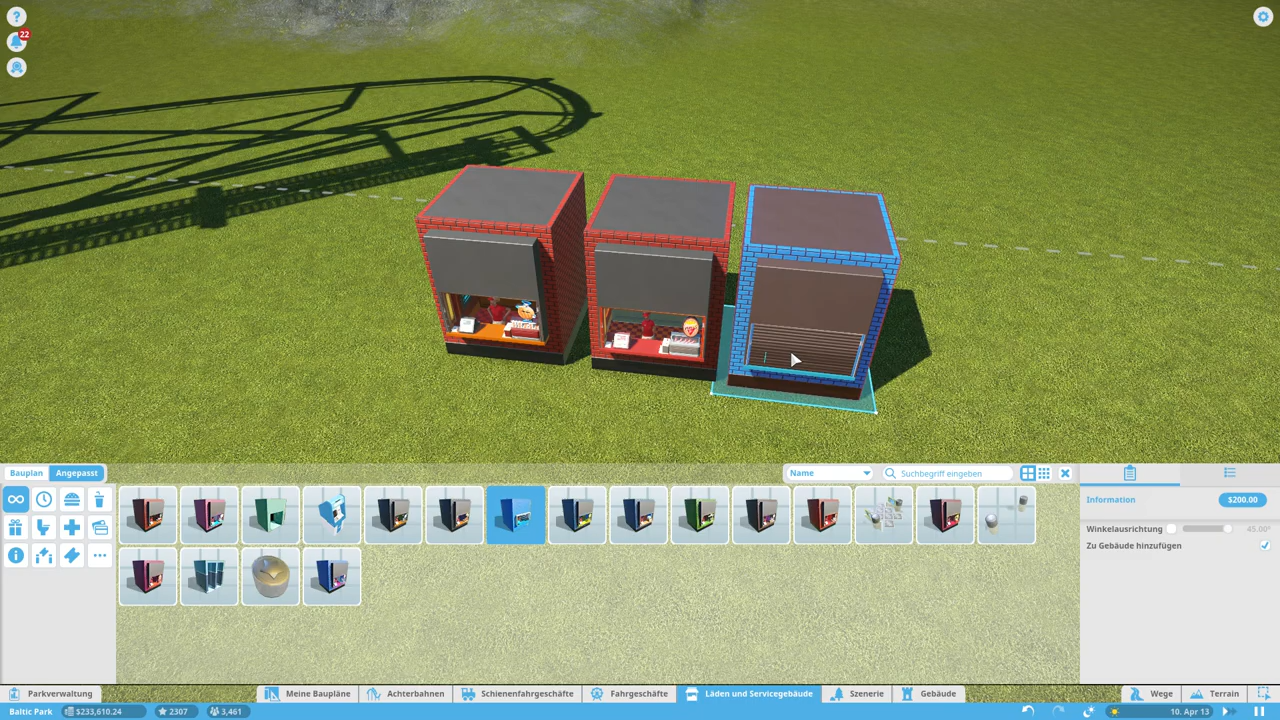 ?
22
Bauplan Angepasst
Name
Suchbegriff eingeben
Information
$200.00
Winkelausrichtung
45.00°
Zu Gebäude hinzufügen
Parkverwaltung
Meine Baupläne
Achterbahnen
Schienenfahrgeschäfte
Fahrgeschäfte
Läden und Servicegebäude
Szenerie
Gebäude
Wege
Terrain
Baltic Park
$233,610.24
2307
3,461
10. Apr 13